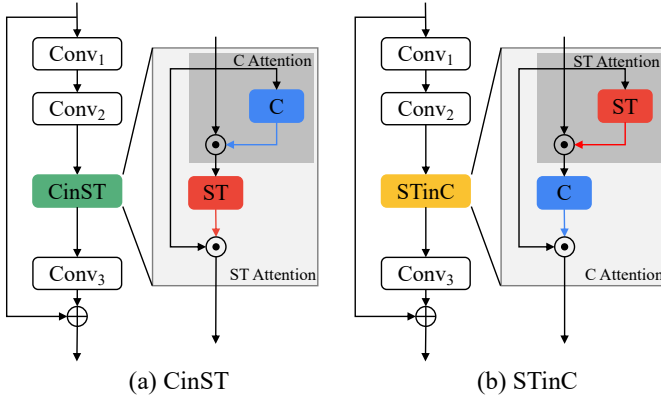 Conv1
Conv2
CinST
Conv3
C Attention
C
ST
ST Attention
(a) CinST
Conv1
Conv2
STinC
Conv3
ST Attention
ST
C
C Attention
(b) STinC